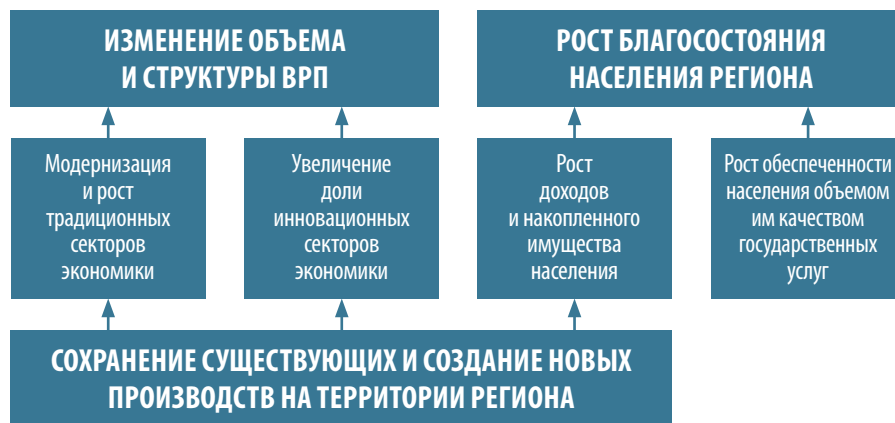 ИЗМЕНЕНИЕ ОБЪЕМА
И СТРУКТУРЫ ВРП
РОСТ БЛАГОСОСТОЯНИЯ
НАСЕЛЕНИЯ РЕГИОНА
Модернизация
и рост
традиционных
секторов
экономики
Увеличение
доли
инновационных
секторов
экономики
Рост
доходов
и накопленного
имущества
населения
Рост обеспеченности
населения объемом
им качеством
государственных
услуг
СОХРАНЕНИЕ СУЩЕСТВУЮЩИХ И СОЗДАНИЕ НОВЫХ
ПРОИЗВОДСТВ НА ТЕРРИТОРИИ РЕГИОНА